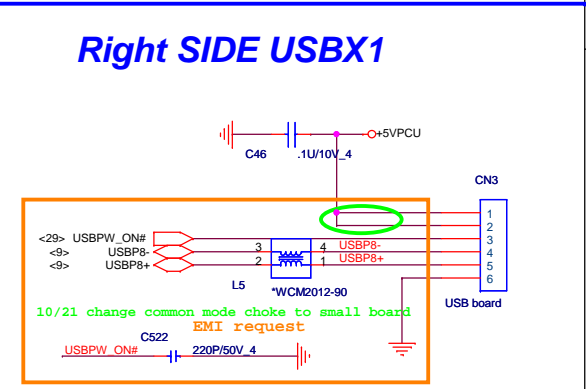 Right SIDE USBX1
+5VPCU
C46 .1U/10V_4
CN3
1
2
<29> USBPW_ON# 3
<9> USBP8- 3 4 USBP8- 4
<9> USBP8+ 2 1 USBP8+ 5
6
L5
*WCM2012-90
USB board
10/21 change common mode choke to small board
EMI request
C522
USBPW_ON# 220P/50V_4